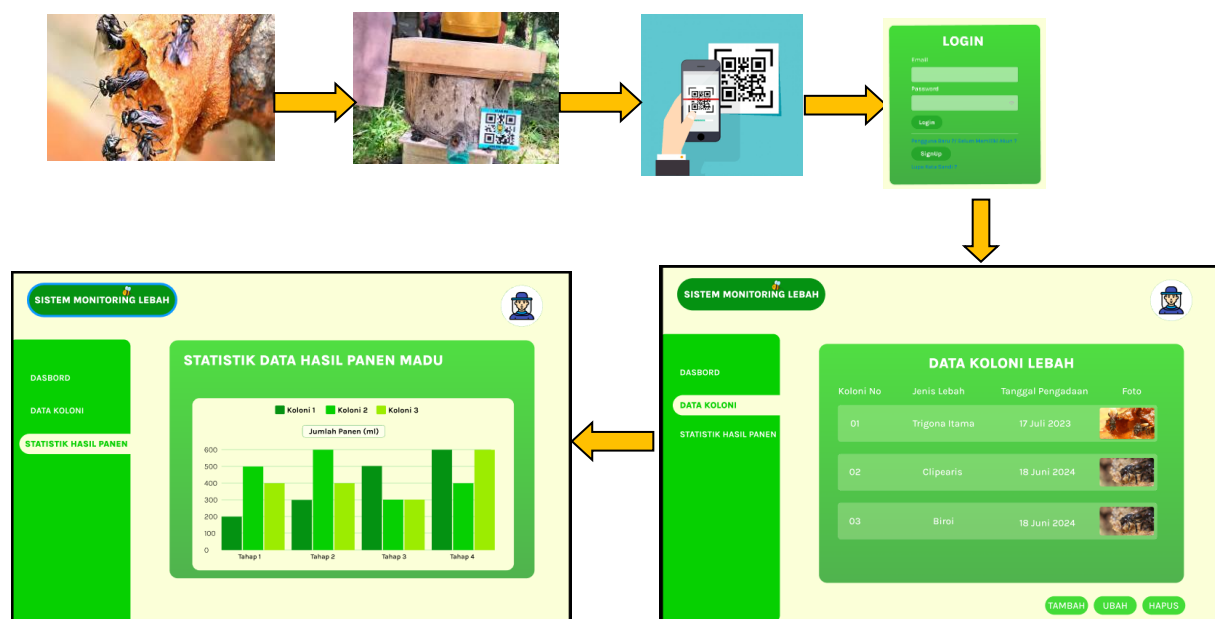 LOGIN
Email
Password
Login
SignUp
SISTEM MONITORING LEBAH
DASBORD
DATA KOLONI
STATISTIK HASIL PANEN
STATISTIK DATA HASIL PANEN MADU
Koloni 1 Koloni 2 Koloni 3
Jumlah Panen (ml)
600
500
400
300
200
100
0
Tahap 1 Tahap 2 Tahap 3 Tahap 4
SISTEM MONITORING LEBAH
DASBORD
DATA KOLONI
STATISTIK HASIL PANEN
DATA KOLONI LEBAH
Koloni No Jenis Lebah Tanggal Pengadaan Foto
01 Trigona Itama 17 Juli 2023
02 Clipearis 18 Juni 2024
03 Biroi 18 Juni 2024
TAMBAH UBAH HAPUS